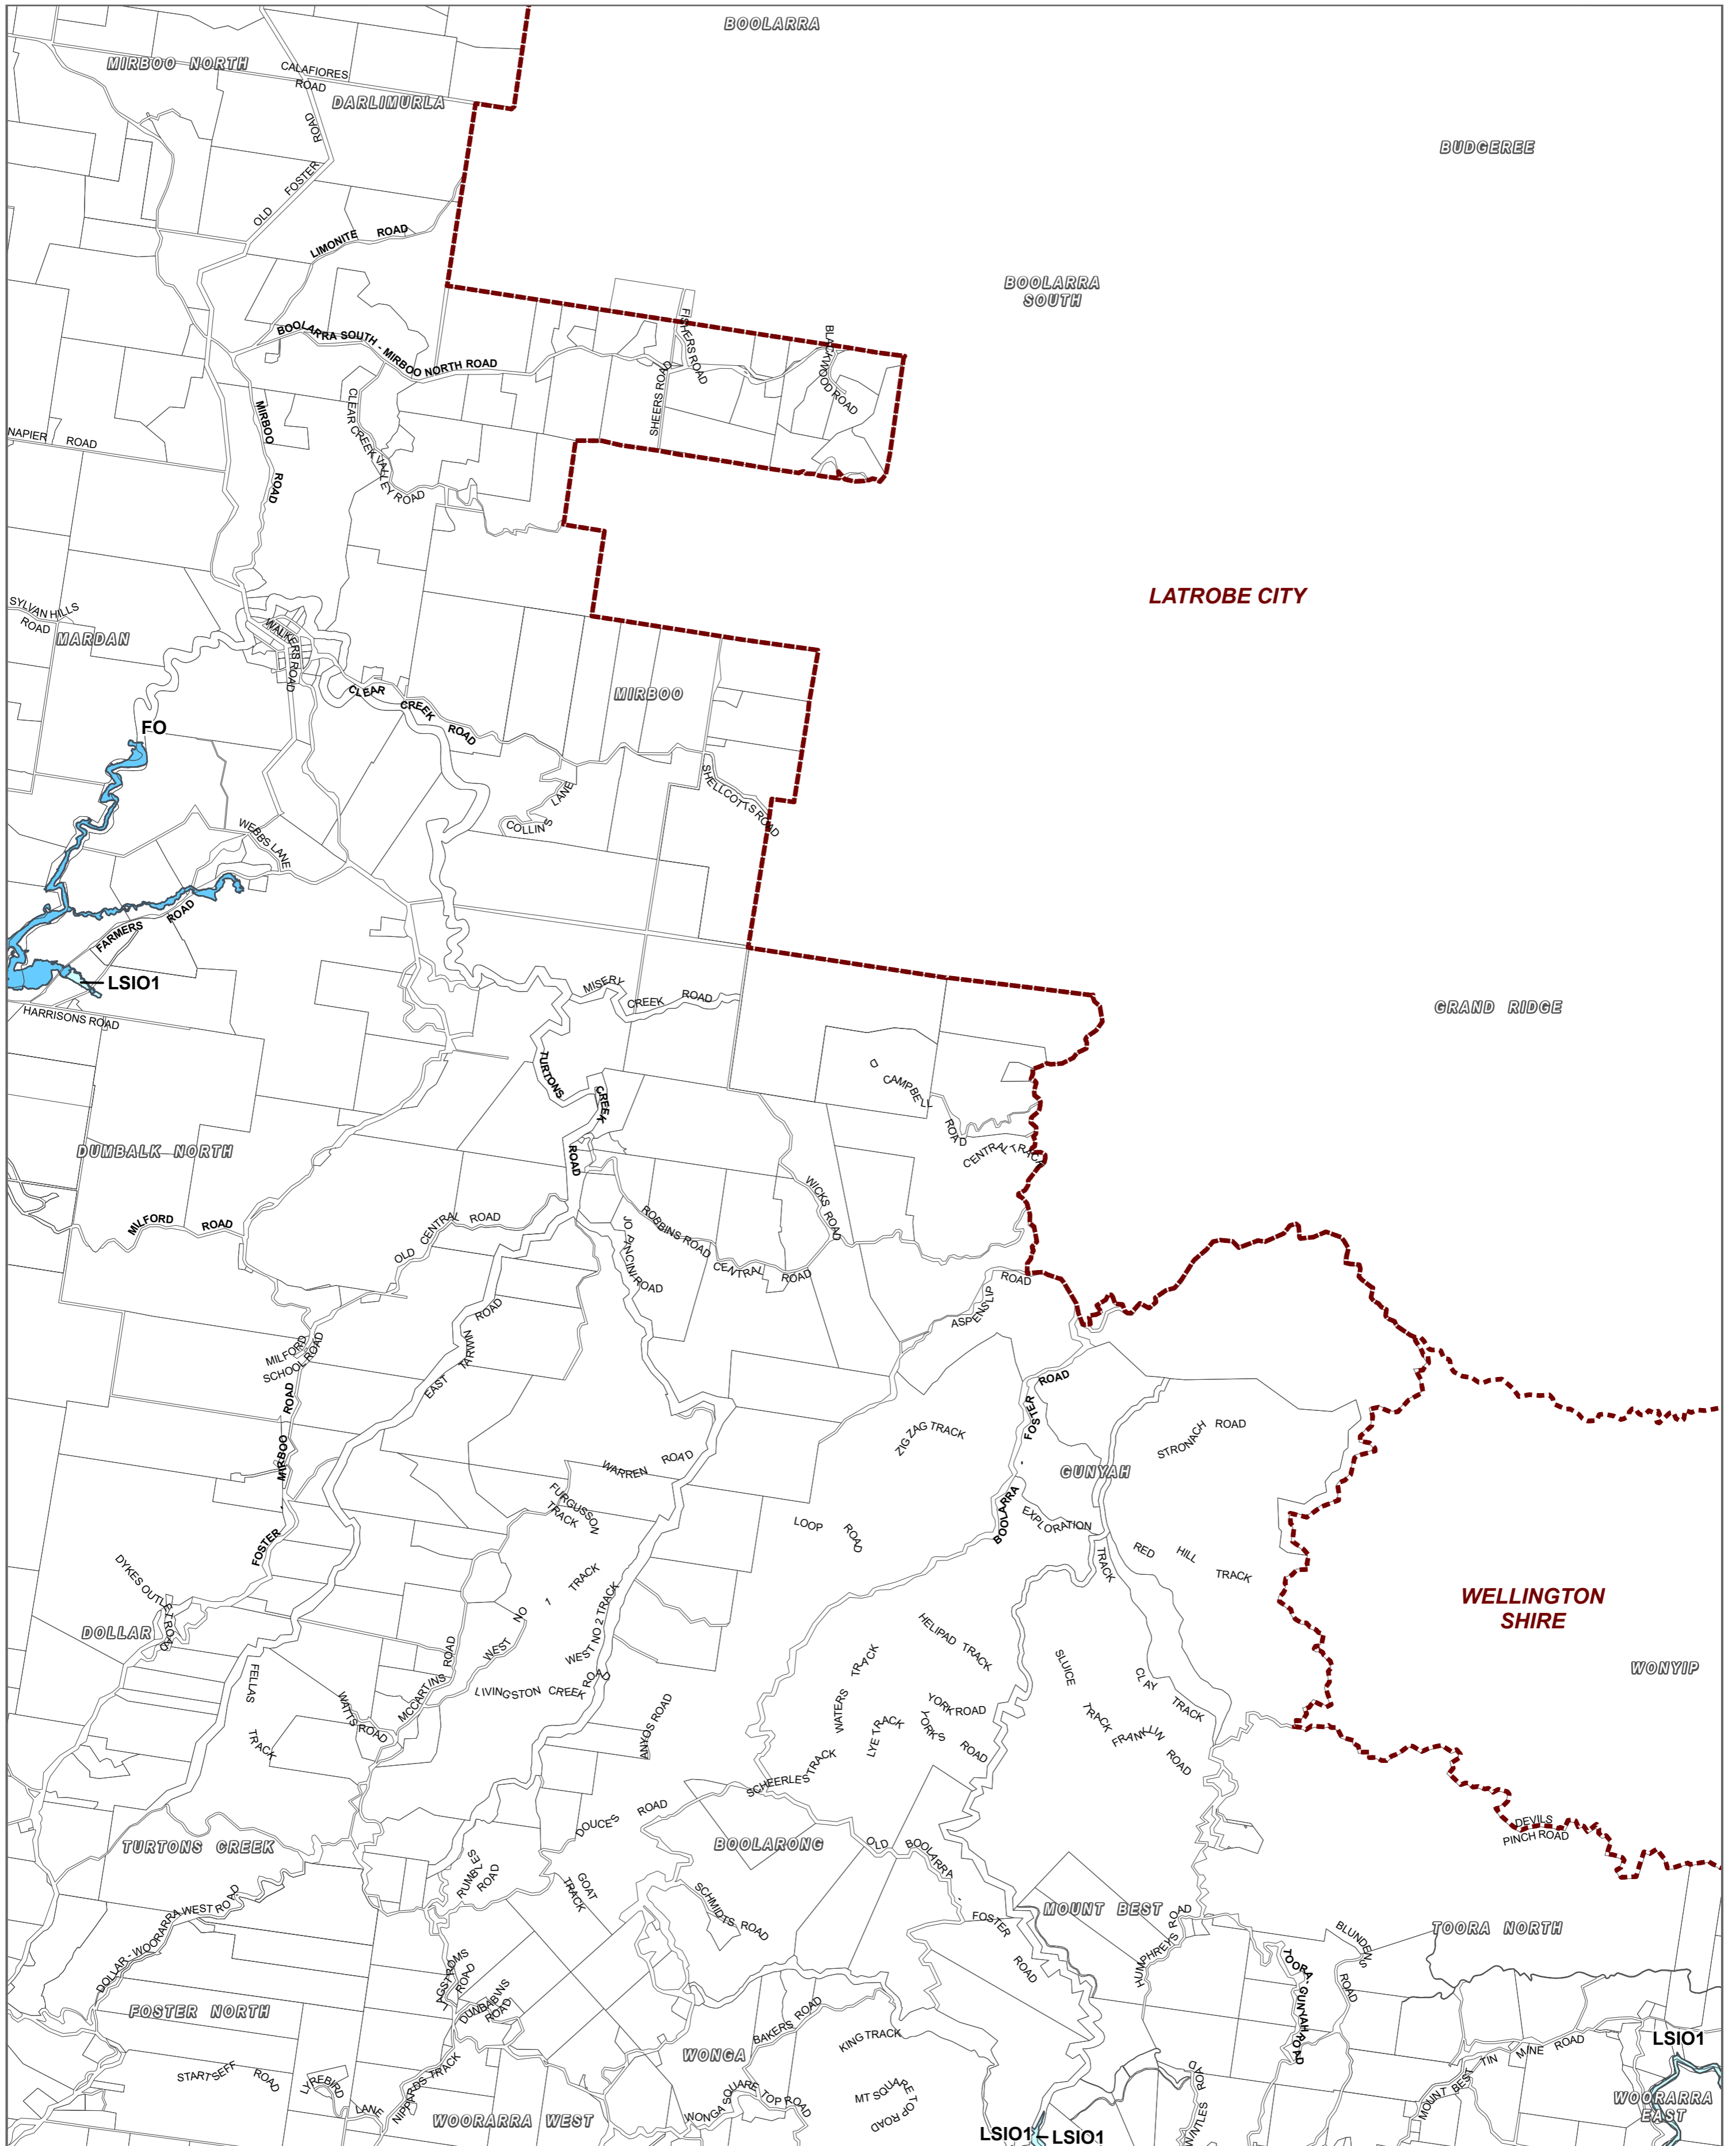 BOOLARRA
MIRBOO NORTH
CALAFIORES
ROAD
DARLIMURLA
ROAD
BUDGEREE
OLD FOSTER
LIMONITE ROAD
BOOLARRA
SOUTH
BOOLARRA SOUTH - MIRBOO NORTH ROAD
FISHERS ROAD
BLACKWOOD ROAD
SHEERS ROAD
CLEAR CREEK VALLEY ROAD
MIRBOO ROAD
NAPIER ROAD
LATROBE CITY
SYLVAN HILLS
ROAD
MARDAN
WALKERS ROAD
CLEAR CREEK ROAD
MIRBOO
FO
SHELLCOTTS ROAD
COLLINS LANE
WEBBS LANE
FARMERS ROAD
LSIO1
HARRISONS ROAD
MISERY CREEK ROAD
GRAND RIDGE
TURTONS CREEK ROAD
D CAMPBELL ROAD
CENTRAL TRACK
DUMBALK NORTH
WICKS ROAD
MILFORD ROAD
OLD CENTRAL ROAD
ROBBINS ROAD
JO PANCINI ROAD
CENTRAL ROAD
ASPENSLIP ROAD
EAST TARWIN ROAD
MILFORD
SCHOOL ROAD
FOSTER - MIRBOO ROAD
BOOLARRA - FOSTER ROAD
ZIG ZAG TRACK
STRONACH ROAD
WARREN ROAD
GUNYAH
FURGUSSON
TRACK
LOOP ROAD
EXPLORATION TRACK
RED HILL TRACK
DYKES OUTLET ROAD
WEST NO 1 TRACK
WEST NO 2 TRACK
WELLINGTON
SHIRE
DOLLAR
HELIPAD TRACK
SLUICE TRACK
CLAY TRACK
WONYIP
FELLAS TRACK
WATTS ROAD
MCCARTINS ROAD
LIVINGSTON CREEK ROAD
ANYOS ROAD
WATERS TRACK
LYE TRACK
YORK ROAD
YORKS ROAD
FRANKLIN ROAD
SCHEERLES TRACK
DEVILS
PINCH ROAD
DOUCES ROAD
TURTONS CREEK
BOOLARONG
OLD BOOLARRA - FOSTER ROAD
RUMBLES
ROAD
GOAT
TRACK
SCHMIDTS ROAD
DOLLAR - WOORARRA WEST ROAD
MOUNT BEST
HUMPHREYS ROAD
BLUNDENS ROAD
TOORA NORTH
TOORA - GUNYAH ROAD
ROAD
DUNBABINS
ROAD
FOSTER NORTH
BAKERS ROAD
KING TRACK
WONGA
MOUNT BEST TIN MINE ROAD
LSIO1
STARTSEFF ROAD
LYREBIRD LANE
NIPPARDS TRACK
WOORARRA WEST
WONGA SQUARE TOP ROAD
MT SQUARE TOP ROAD
WINTLES ROAD
WOORARRA
EAST
LSIO1
LSIO1